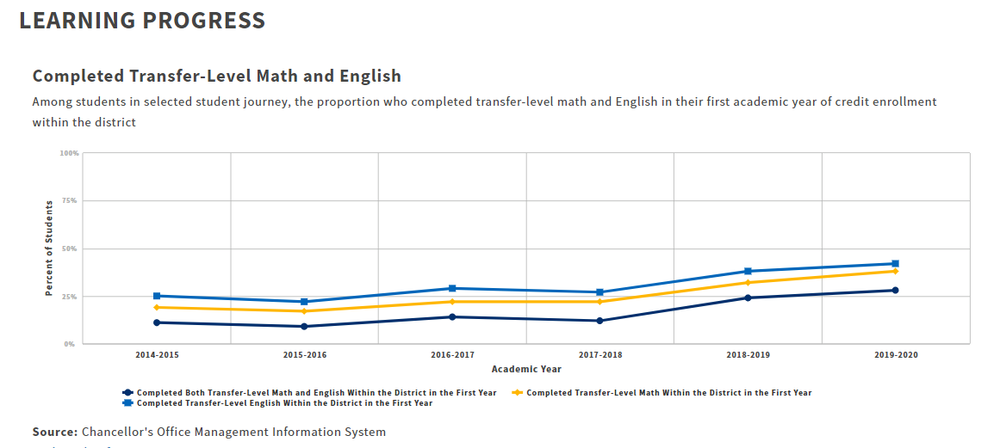 LEARNING PROGRESS
Completed Transfer-Level Math and English
Among students in selected student journey, the proportion who completed transfer-level math and English in their first academic year of credit enrollment
within the district
100%
75%
50%
25%
0%
Percent of Students
2014-2015 2015-2016 2016-2017 2017-2018 2018-2019 2019-2020
Academic Year
Completed Both Transfer-Level Math and English Within the District in the First Year Completed Transfer-Level Math Within the District in the First Year
Completed Transfer-Level English Within the District in the First Year
Source: Chancellor's Office Management Information System